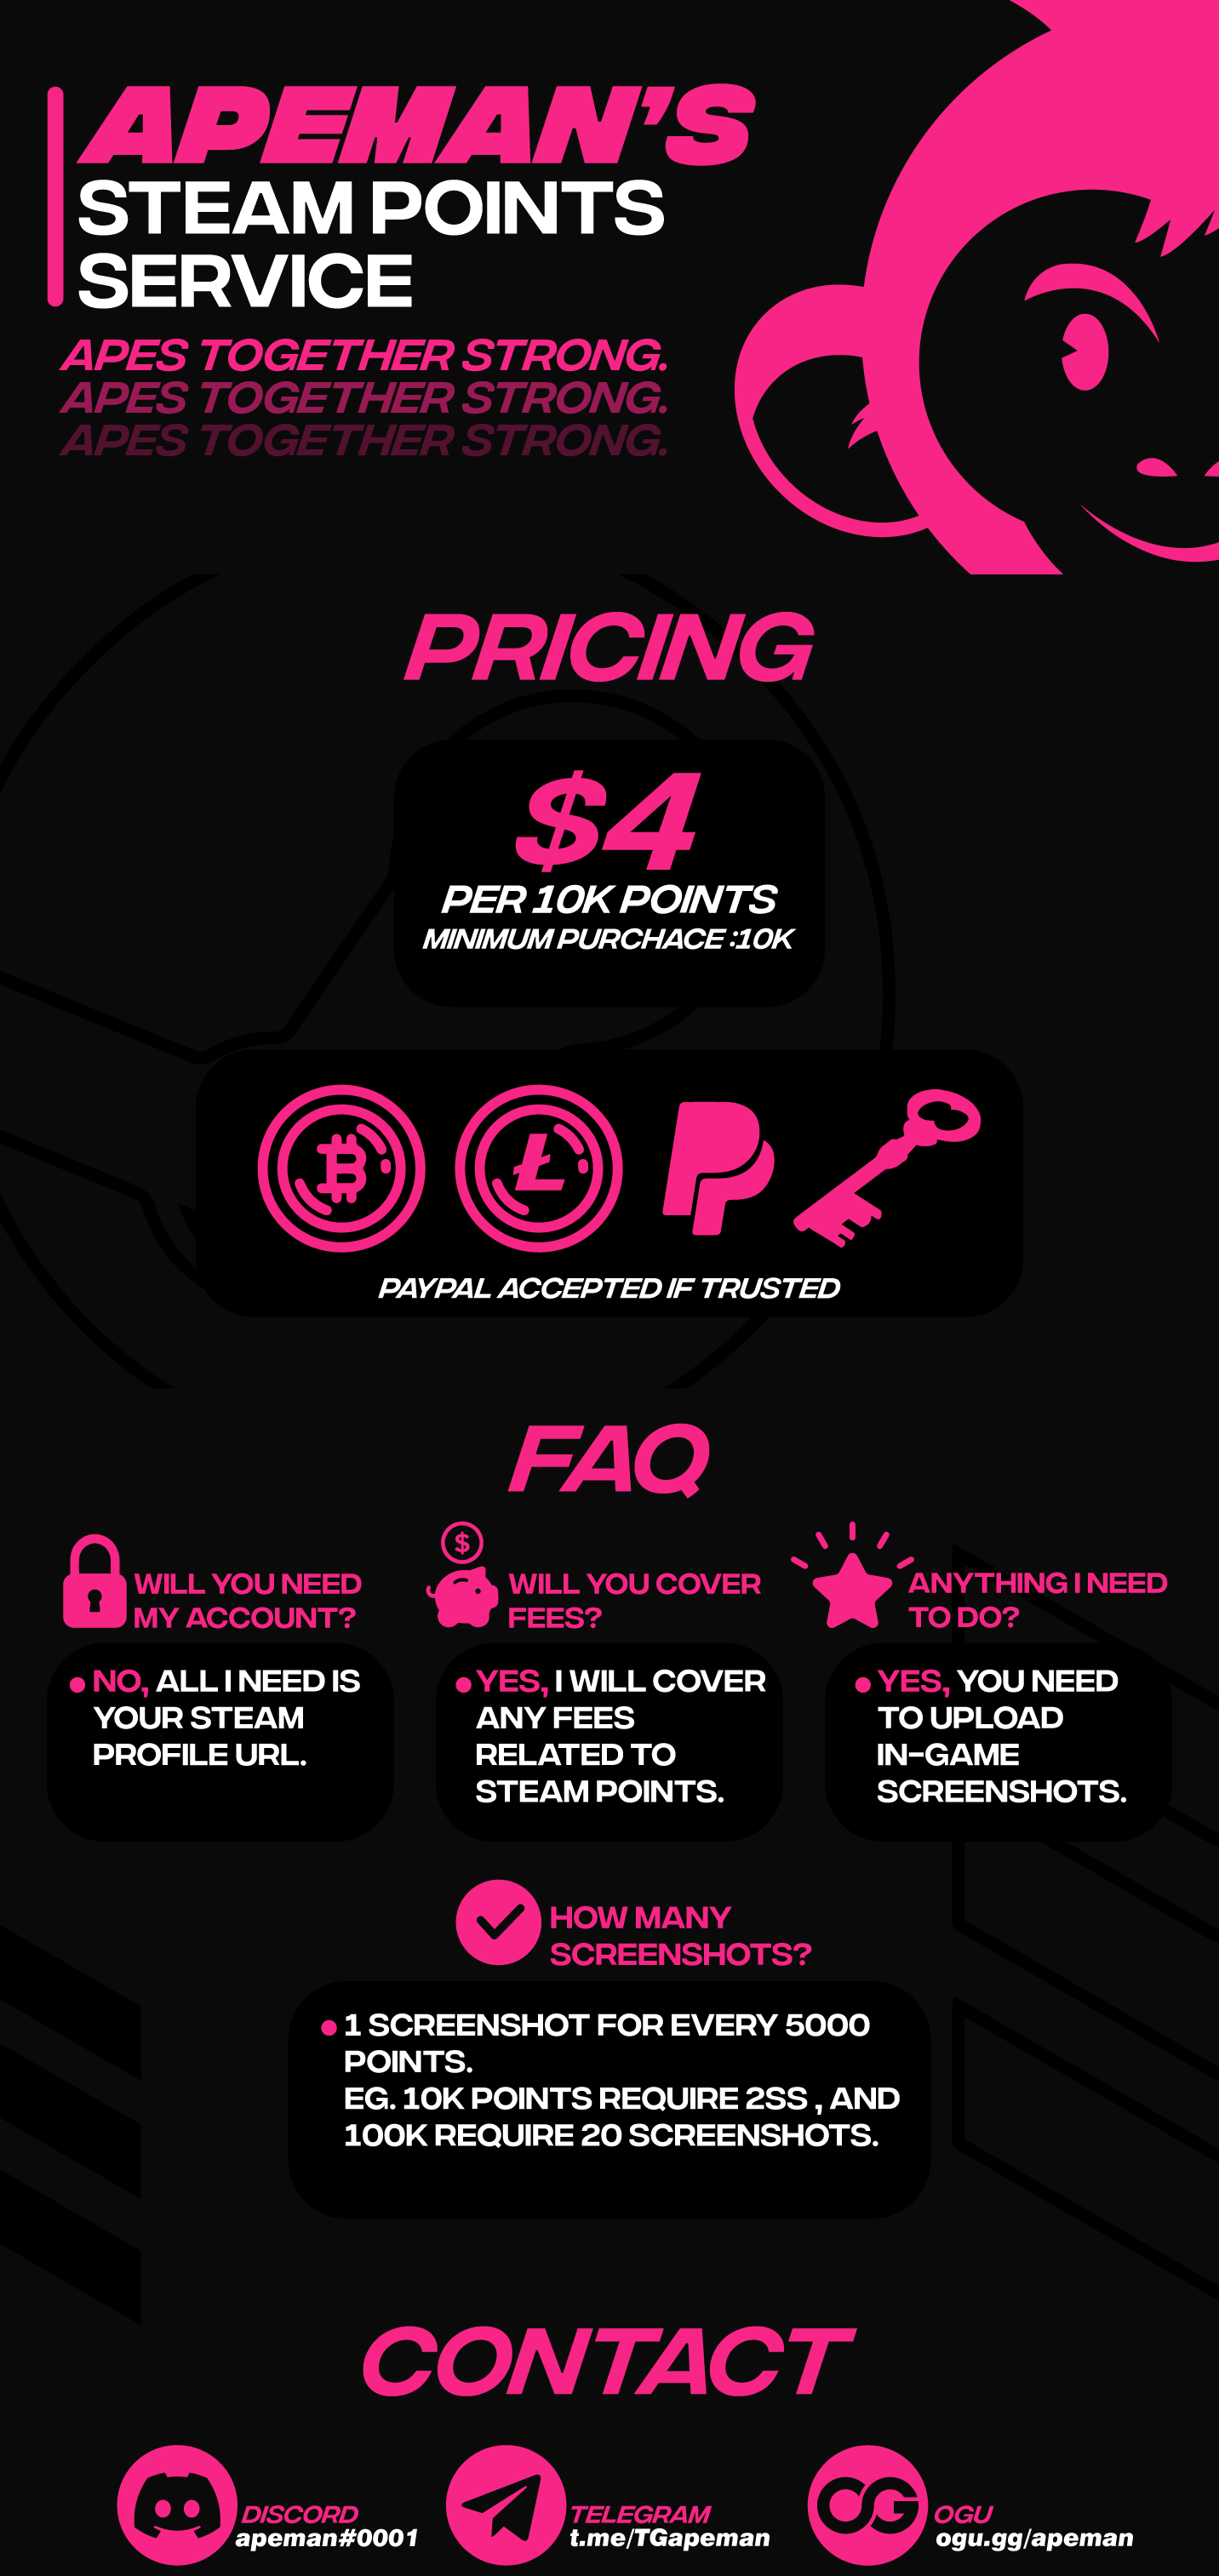 APEMAN'S
STEAM POINTS
SERVICE
APES TOGETHER STRONG.
APES TOGETHER STRONG.
APES TOGETHER STRONG.
PRICING
$4
PER 10K POINTS
MINIMUM PURCHACE :10K
PAYPAL ACCEPTED IF TRUSTED
FAQ
WILL YOU NEED
MY ACCOUNT?
NO, ALL I NEED IS
YOUR STEAM
PROFILE URL.
WILL YOU COVER
FEES?
YES, I WILL COVER
ANY FEES
RELATED TO
STEAM POINTS.
ANYTHING I NEED
TO DO?
YES, YOU NEED
TO UPLOAD
IN-GAME
SCREENSHOTS.
HOW MANY
SCREENSHOTS?
1 SCREENSHOT FOR EVERY 5000
POINTS.
EG. 10K POINTS REQUIRE 2SS , AND
100K REQUIRE 20 SCREENSHOTS.
CONTACT
DISCORD
apeman#0001
TELEGRAM
t.me/TGapeman
OG
OGU
ogu.gg/apeman